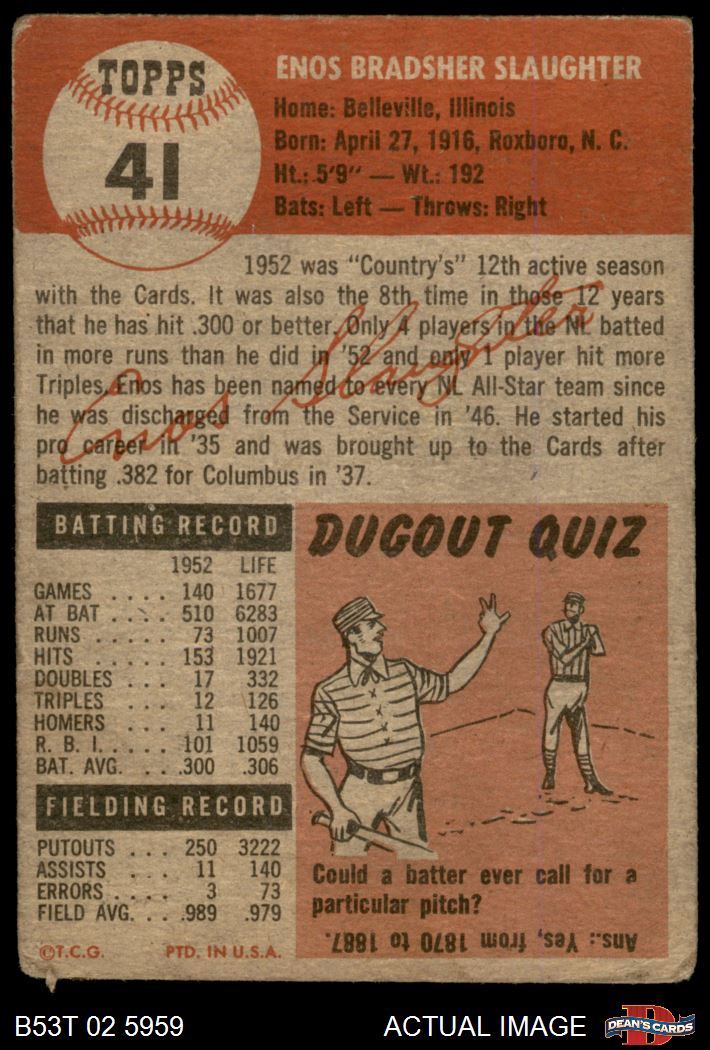 TOPPS
41
ENOS BRADSHER SLAUGHTER
Home: Belleville, Illinois
Born: April 27, 1916, Roxboro, N. C.
Ht.: 5'9" — Wt.: 192
Bats: Left — Throws: Right
1952 was "Country's" 12th active season
with the Cards. It was also the 8th time in those 12 years
that he has hit .300 or better. Only 4 players in the NL batted
in more runs than he did in '52 and only 1 player hit more
Triples. Enos has been named to every NL All-Star team since
he was discharged from the Service in '46. He started his
pro career in '35 and was brought up to the Cards after
batting .382 for Columbus in '37.
Enos Slaughter
BATTING RECORD
1952 LIFE
GAMES .... 140 1677
AT BAT .... 510 6283
RUNS ..... 73 1007
HITS ..... 153 1921
DOUBLES ... 17 332
TRIPLES ... 12 126
HOMERS ... 11 140
R. B. I. .... 101 1059
BAT. AVG. .. .300 .306
FIELDING RECORD
PUTOUTS ... 250 3222
ASSISTS ... 11 140
ERRORS .... 3 73
FIELD AVG. .. .989 .979
©T.C.G. PTD. IN U.S.A.
DUGOUT QUIZ
Could a batter ever call for a
particular pitch?
Ans.: Yes, from 1870 to 1887.
B53T 02 5959
ACTUAL IMAGE
D
DEAN'S CARDS